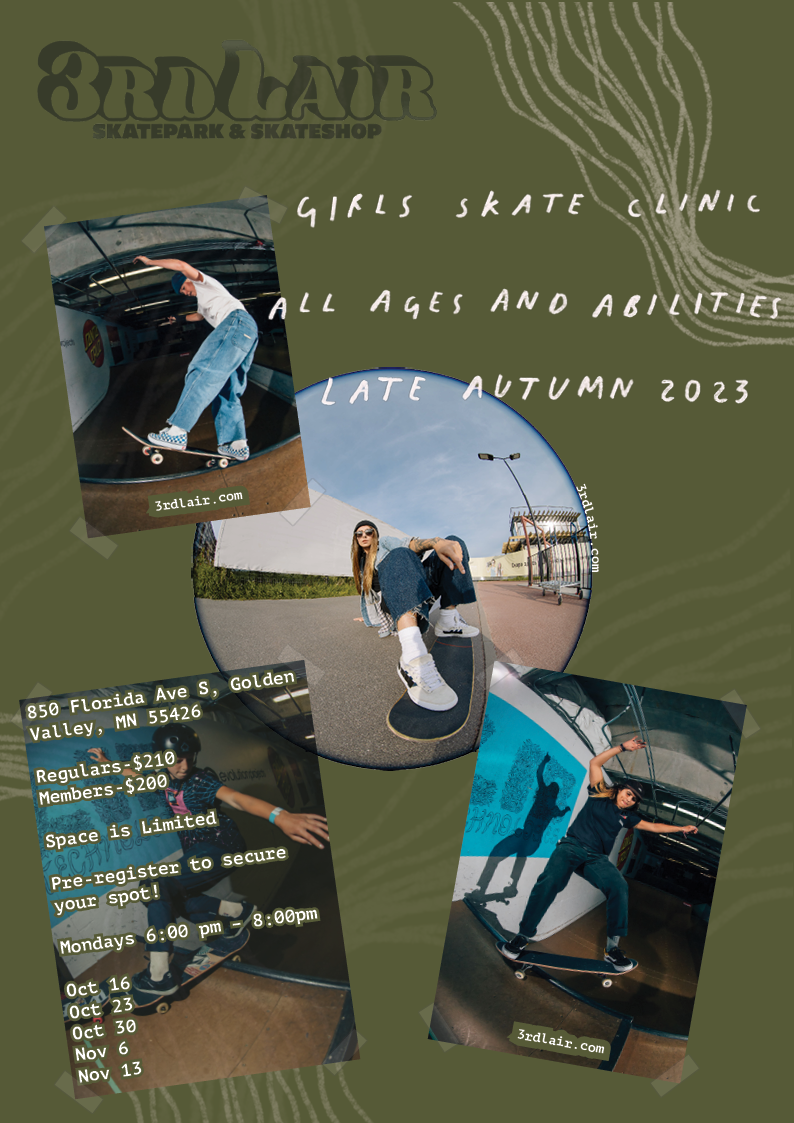 3RD LAIR
SKATEPARK & SKATESHOP
GIRLS SKATE CLINIC
ALL AGES AND ABILITIES
LATE AUTUMN 2023
3rdlair.com
3rdlair.com
850 Florida Ave S, Golden
Valley, MN 55426
Regulars-$210
Members-$200
Space is Limited
Pre-register to secure
your spot!
Mondays 6:00 pm – 8:00pm
Oct 16
Oct 23
Oct 30
Nov 6
Nov 13
3rdlair.com